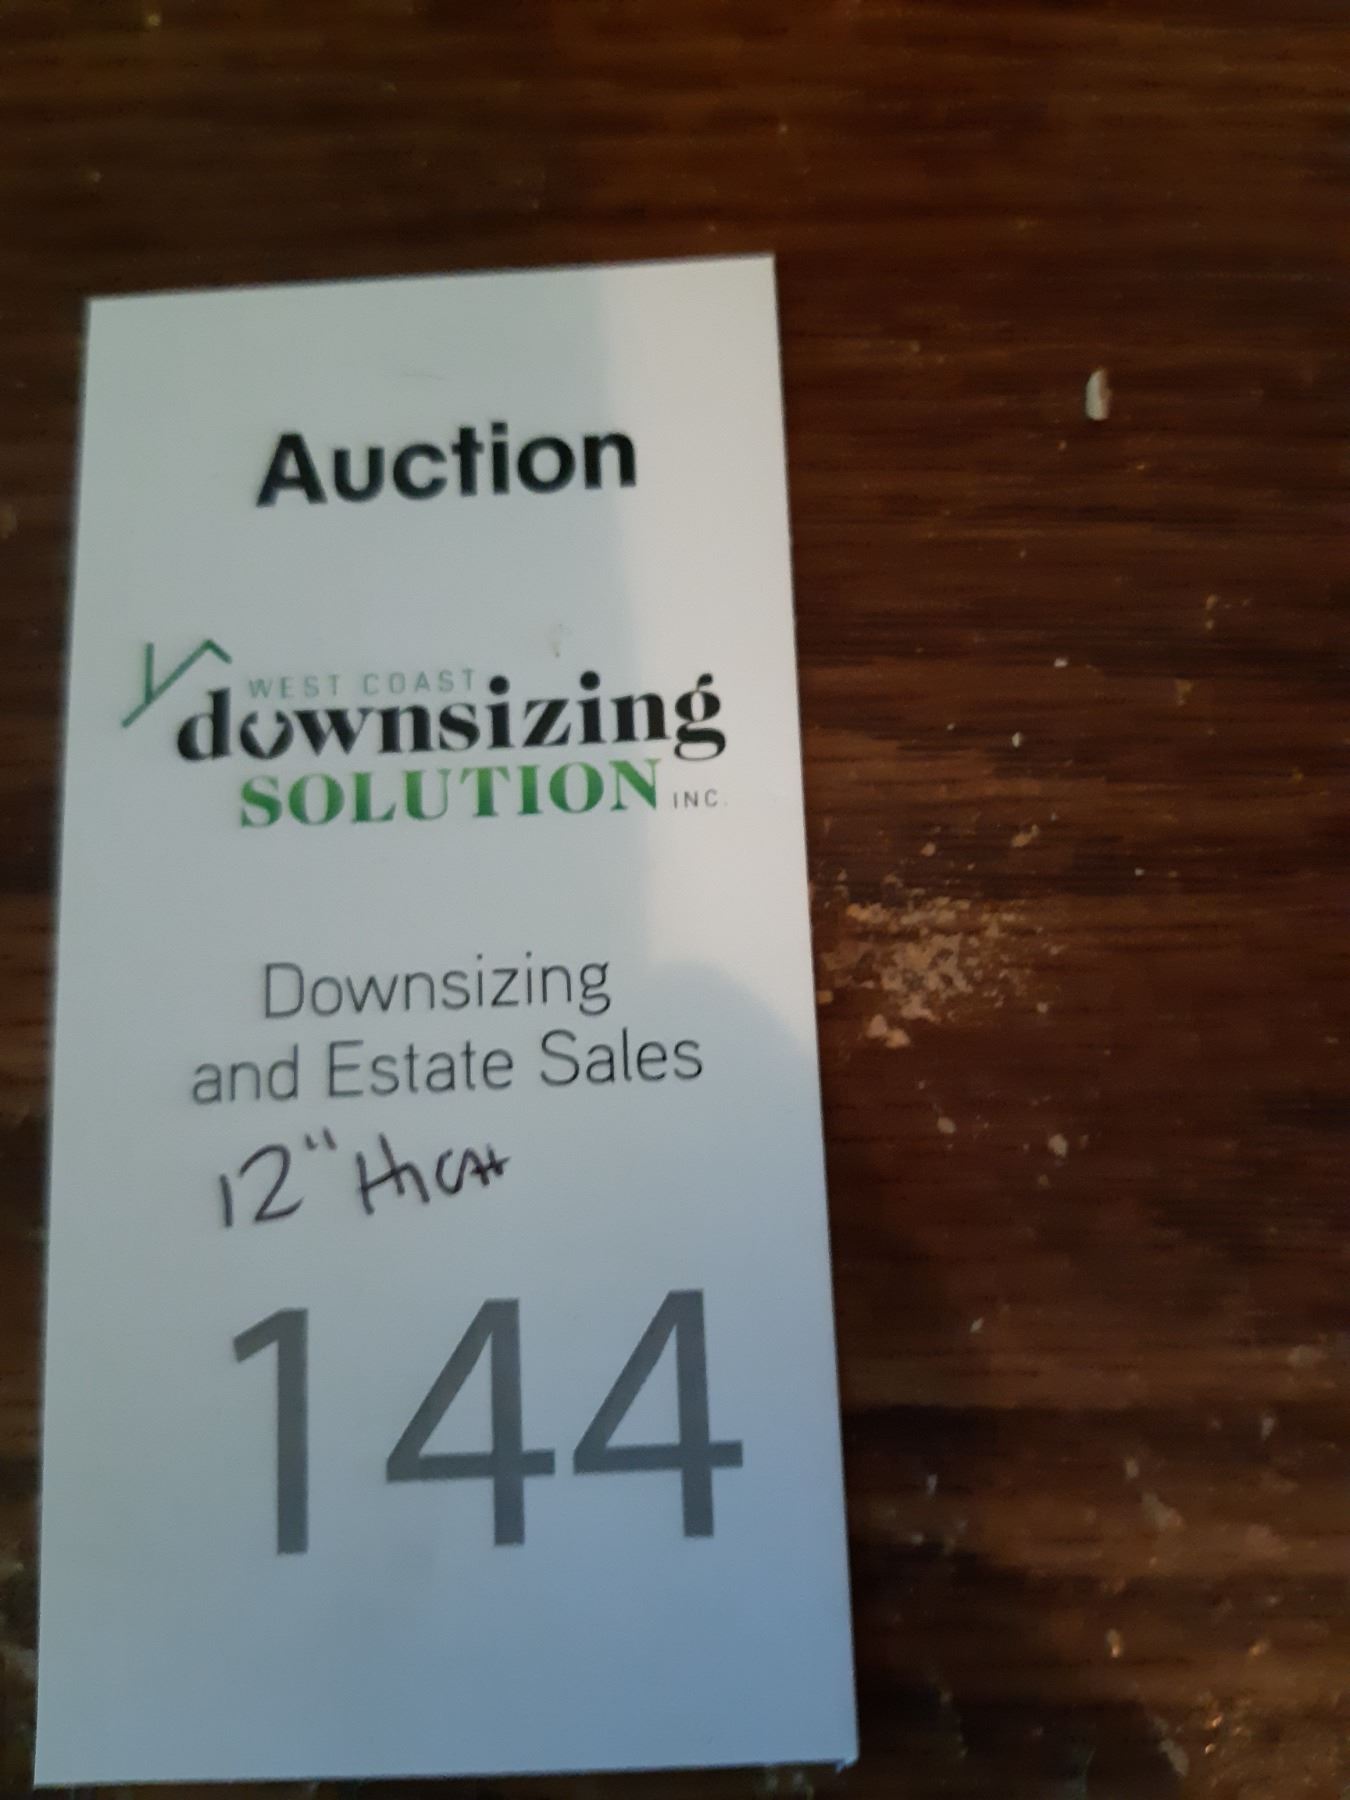 Auction
WEST COAST
downsizing
SOLUTION INC.
Downsizing
and Estate Sales
12" HIGH
144